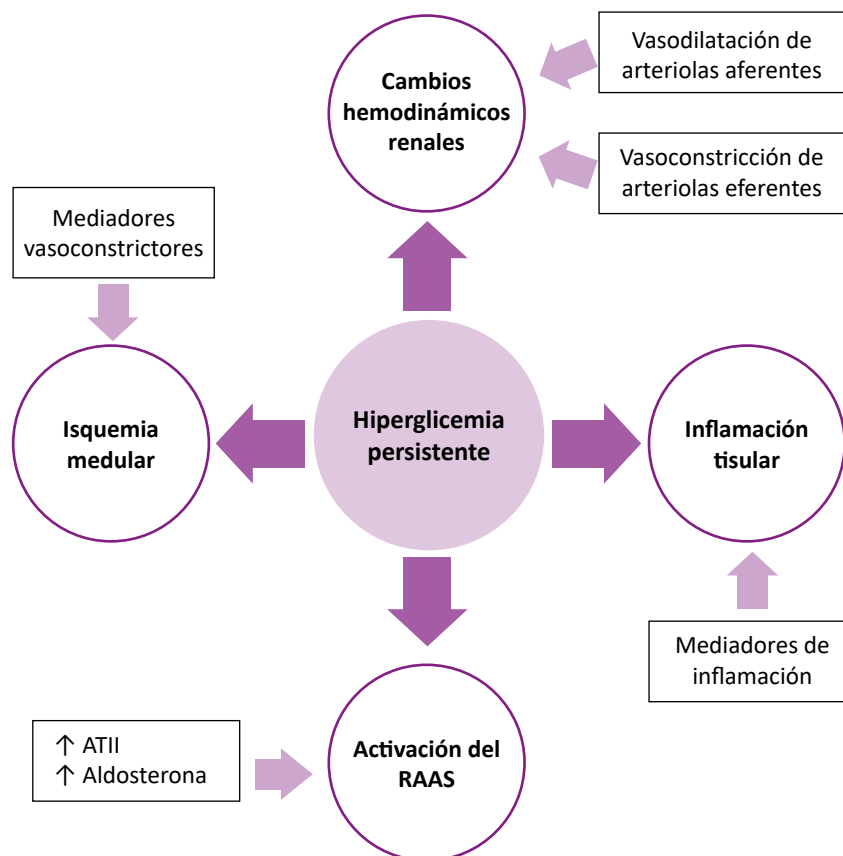 Cambios
hemodinámicos
renales
Vasodilatación de
arteriolas aferentes
Vasoconstricción de
arteriolas eferentes
Mediadores
vasoconstrictores
Isquemia
medular
Hiperglicemia
persistente
Inflamación
tisular
Mediadores de
inflamación
↑ ATII
↑ Aldosterona
Activación del
RAAS